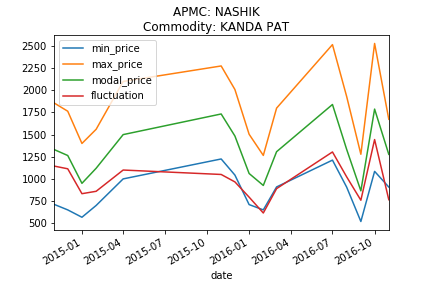 APMC: NASHIK
Commodity: KANDA PAT
2500
2250
2000
1750
1500
1250
1000
750
500
min_price
max_price
modal_price
fluctuation
2015-01
2015-04
2015-07
2015-10
2016-01
2016-04
2016-07
2016-10
date